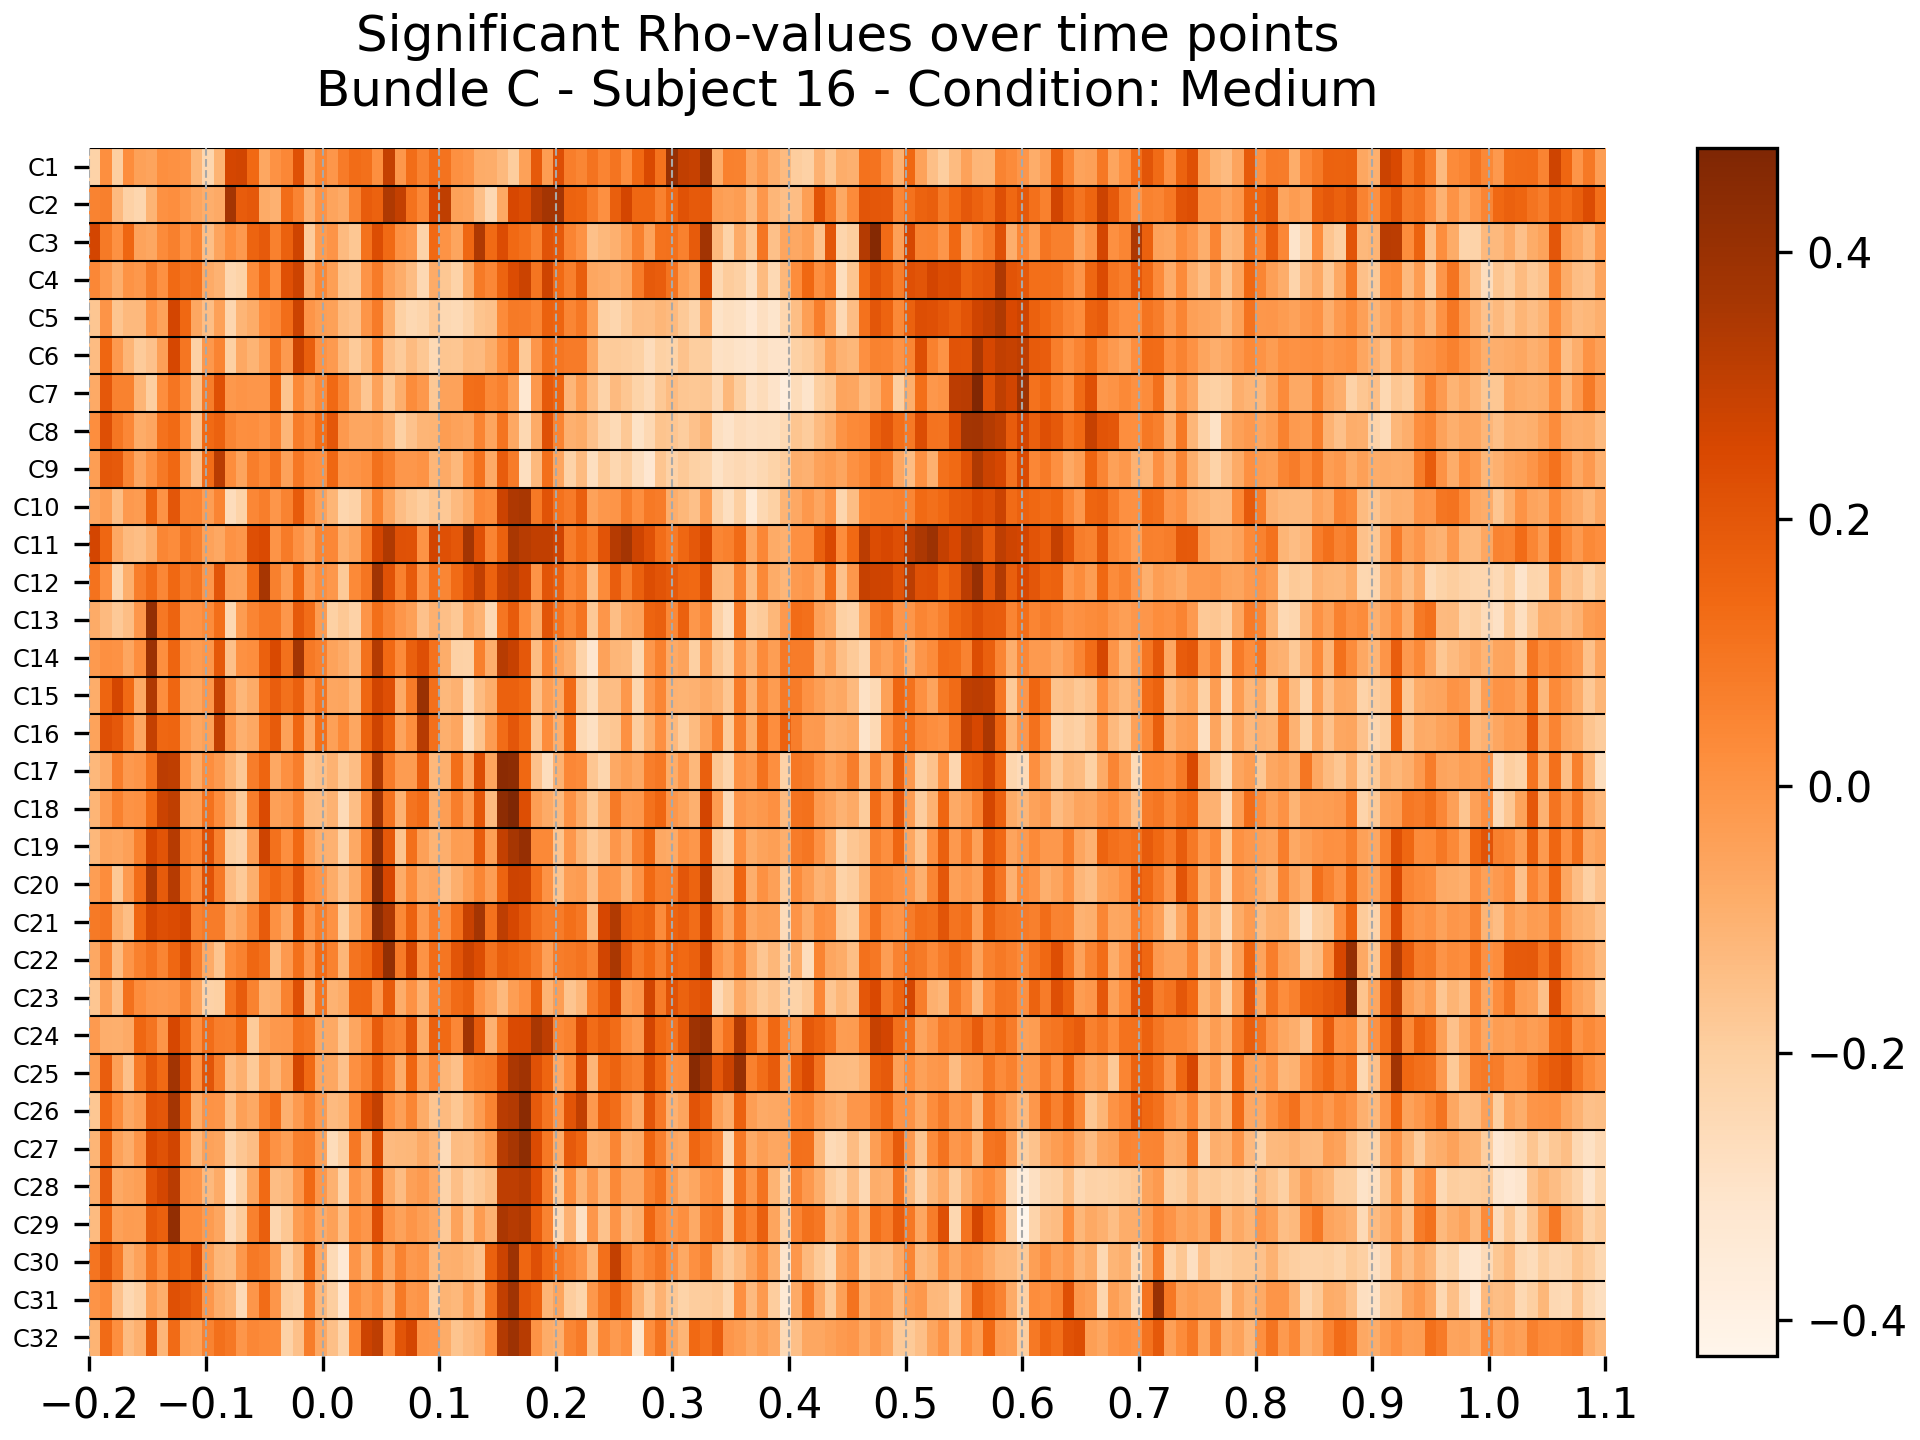 Significant Rho-values over time points
Bundle C - Subject 16 - Condition: Medium
C1
C2
C3
C4
C5
C6
C7
C8
C9
C10
C11
C12
C13
C14
C15
C16
C17
C18
C19
C20
C21
C22
C23
C24
C25
C26
C27
C28
C29
C30
C31
C32
−0.2 −0.1 0.0 0.1 0.2 0.3 0.4 0.5 0.6 0.7 0.8 0.9 1.0 1.1
0.4
0.2
0.0
−0.2
−0.4